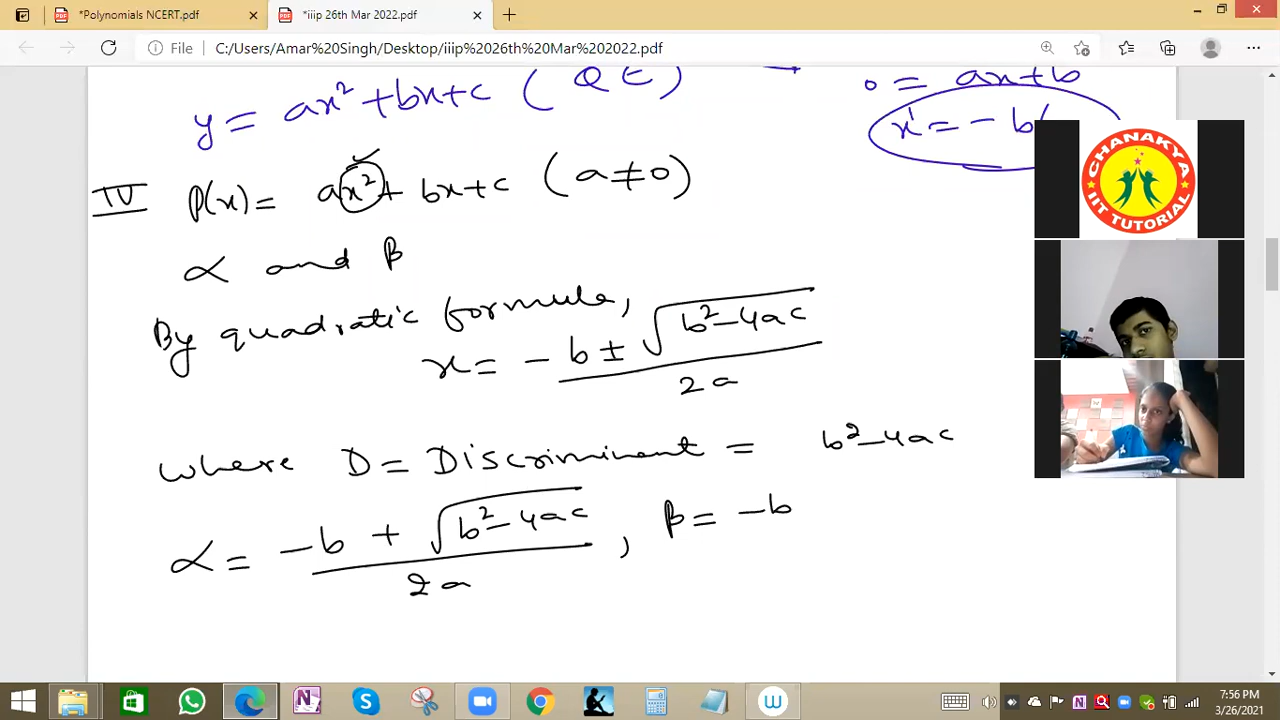 *Polynomials NCERT.pdf
*iiip 26th Mar 2022.pdf
File
C:/Users/Amar%20Singh/Desktop/iiip%2026th%20Mar%202022.pdf
y = ax² + bx + c ( Q E )
0 = ax + b
x = - b/
IV P(x) = ax² + bx + c (a ≠ 0)
α and β
By quadratic formula,
x = - b ± √b² - 4ac
2a
where D = Discriminent = b² - 4ac
α = - b + √b² - 4ac , β = - b
2a
CHANAKYA
IIT TUTORIAL
7:56 PM
3/26/2021